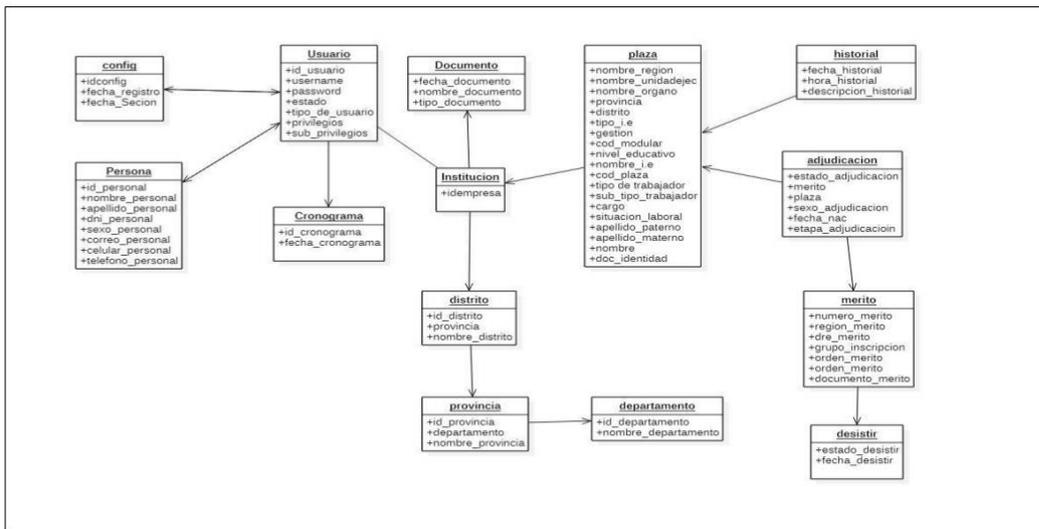 config
+idconfig
+fecha_registro
+fecha_Secion
Usuario
+id_usuario
+username
+password
+estado
+tipo_de_usuario
+privilegios
+sub_privilegios
Documento
+fecha_documento
+nombre_documento
+tipo_documento
plaza
+nombre_region
+nombre_unidadejec
+nombre_organo
+provincia
+distrito
+tipo_i.e
+gestion
+cod_modular
+nivel_educativo
+nombre_i.e
+cod_plaza
+tipo de trabajador
+sub_tipo_trabajador
+cargo
+situacion_laboral
+apellido_paterno
+apellido_materno
+nombre
+doc_identidad
historial
+fecha_historial
+hora_historial
+descripcion_historial
Persona
+id_personal
+nombre_personal
+apellido_personal
+dni_personal
+sexo_personal
+correo_personal
+celular_personal
+telefono_personal
Cronograma
+id_cronograma
+fecha_cronograma
Institucion
+idempresa
adjudicacion
+estado_adjudicacion
+merito
+plaza
+sexo_adjudicacion
+fecha_nac
+etapa_adjudicacioin
distrito
+id_distrito
+provincia
+nombre_distrito
merito
+numero_merito
+region_merito
+dre_merito
+grupo_inscripcion
+orden_merito
+orden_merito
+documento_merito
provincia
+id_provincia
+departamento
+nombre_provincia
departamento
+id_departamento
+nombre_departamento
desistir
+estado_desistir
+fecha_desistir